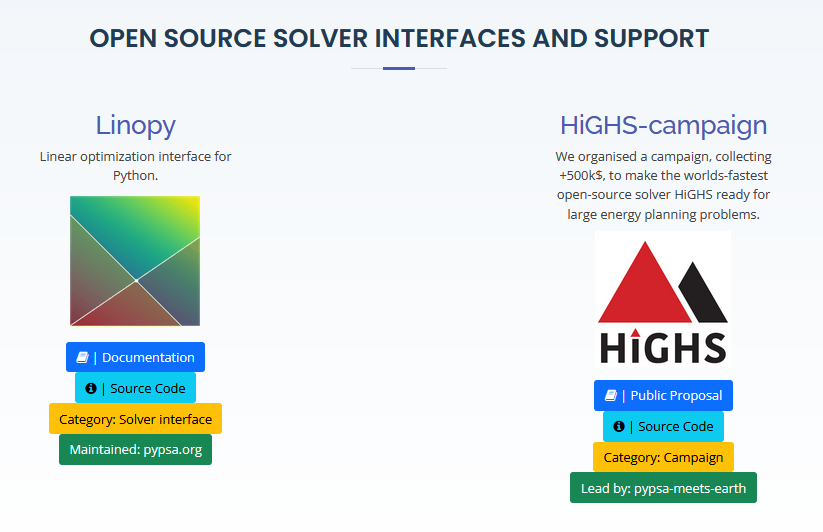 OPEN SOURCE SOLVER INTERFACES AND SUPPORT
Linopy
Linear optimization interface for
Python.
| Documentation
| Source Code
Category: Solver interface
Maintained: pypsa.org
HiGHS-campaign
We organised a campaign, collecting
+500k$, to make the worlds-fastest
open-source solver HiGHS ready for
large energy planning problems.
HiGHS
| Public Proposal
| Source Code
Category: Campaign
Lead by: pypsa-meets-earth